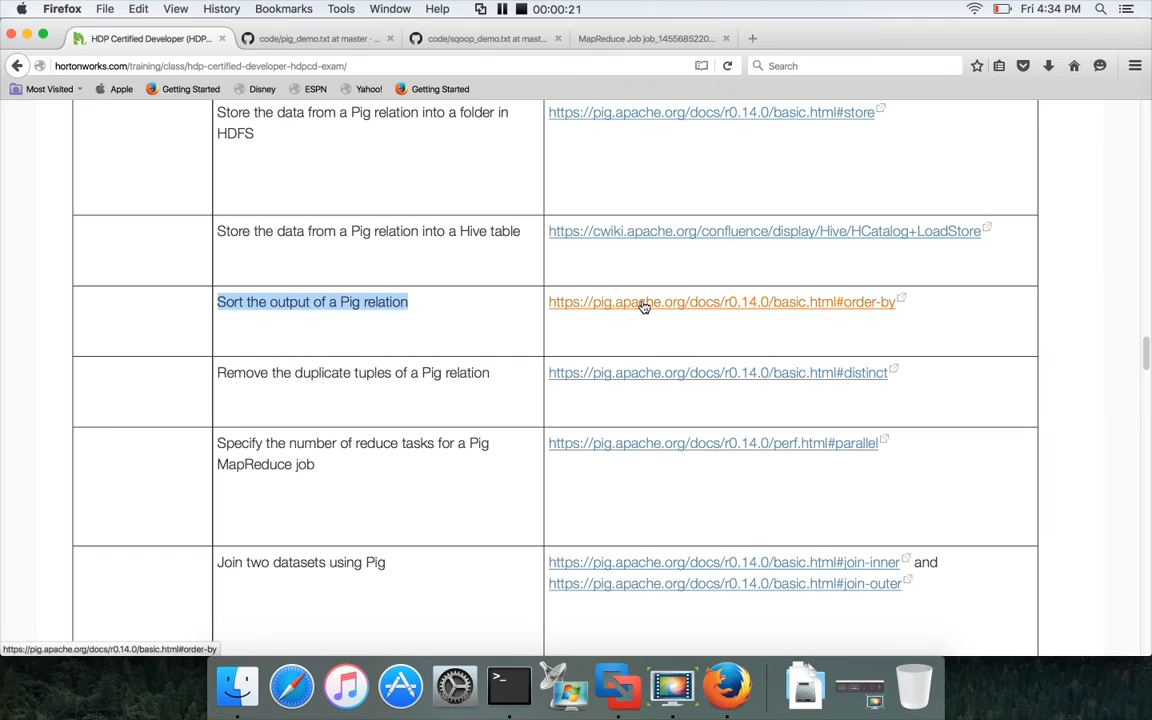 Firefox File Edit View History Bookmarks Tools Window Help 00:00:21 Fri 4:34 PM
HDP Certified Developer (HDP... code/pig_demo.txt at master · ... code/sqoop_demo.txt at mast... MapReduce Job job_1455685220...
hortonworks.com/training/class/hdp-certified-developer-hdpcd-exam/ Search
Most Visited Apple Getting Started Disney ESPN Yahoo! Getting Started
Store the data from a Pig relation into a folder in https://pig.apache.org/docs/r0.14.0/basic.html#store
HDFS
Store the data from a Pig relation into a Hive table https://cwiki.apache.org/confluence/display/Hive/HCatalog+LoadStore
Sort the output of a Pig relation https://pig.apache.org/docs/r0.14.0/basic.html#order-by
Remove the duplicate tuples of a Pig relation https://pig.apache.org/docs/r0.14.0/basic.html#distinct
Specify the number of reduce tasks for a Pig https://pig.apache.org/docs/r0.14.0/perf.html#parallel
MapReduce job
Join two datasets using Pig https://pig.apache.org/docs/r0.14.0/basic.html#join-inner and
https://pig.apache.org/docs/r0.14.0/basic.html#join-outer
https://pig.apache.org/docs/r0.14.0/basic.html#order-by